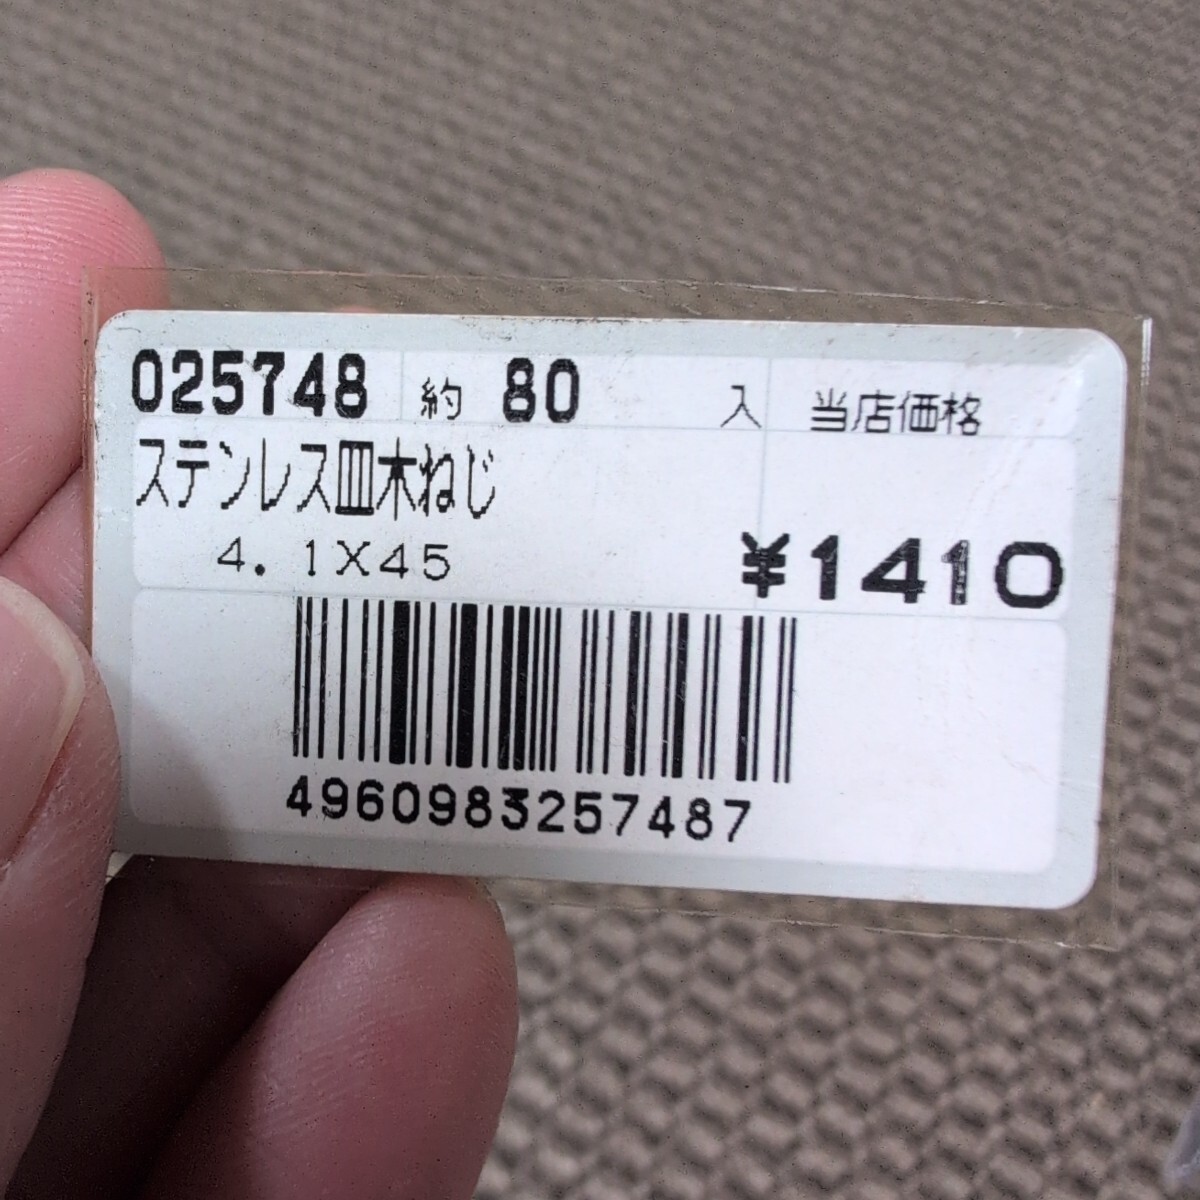 025748 約 80 入 当店価格
ステンレス皿木ねじ
4.1X45 ¥1410
4960983257487